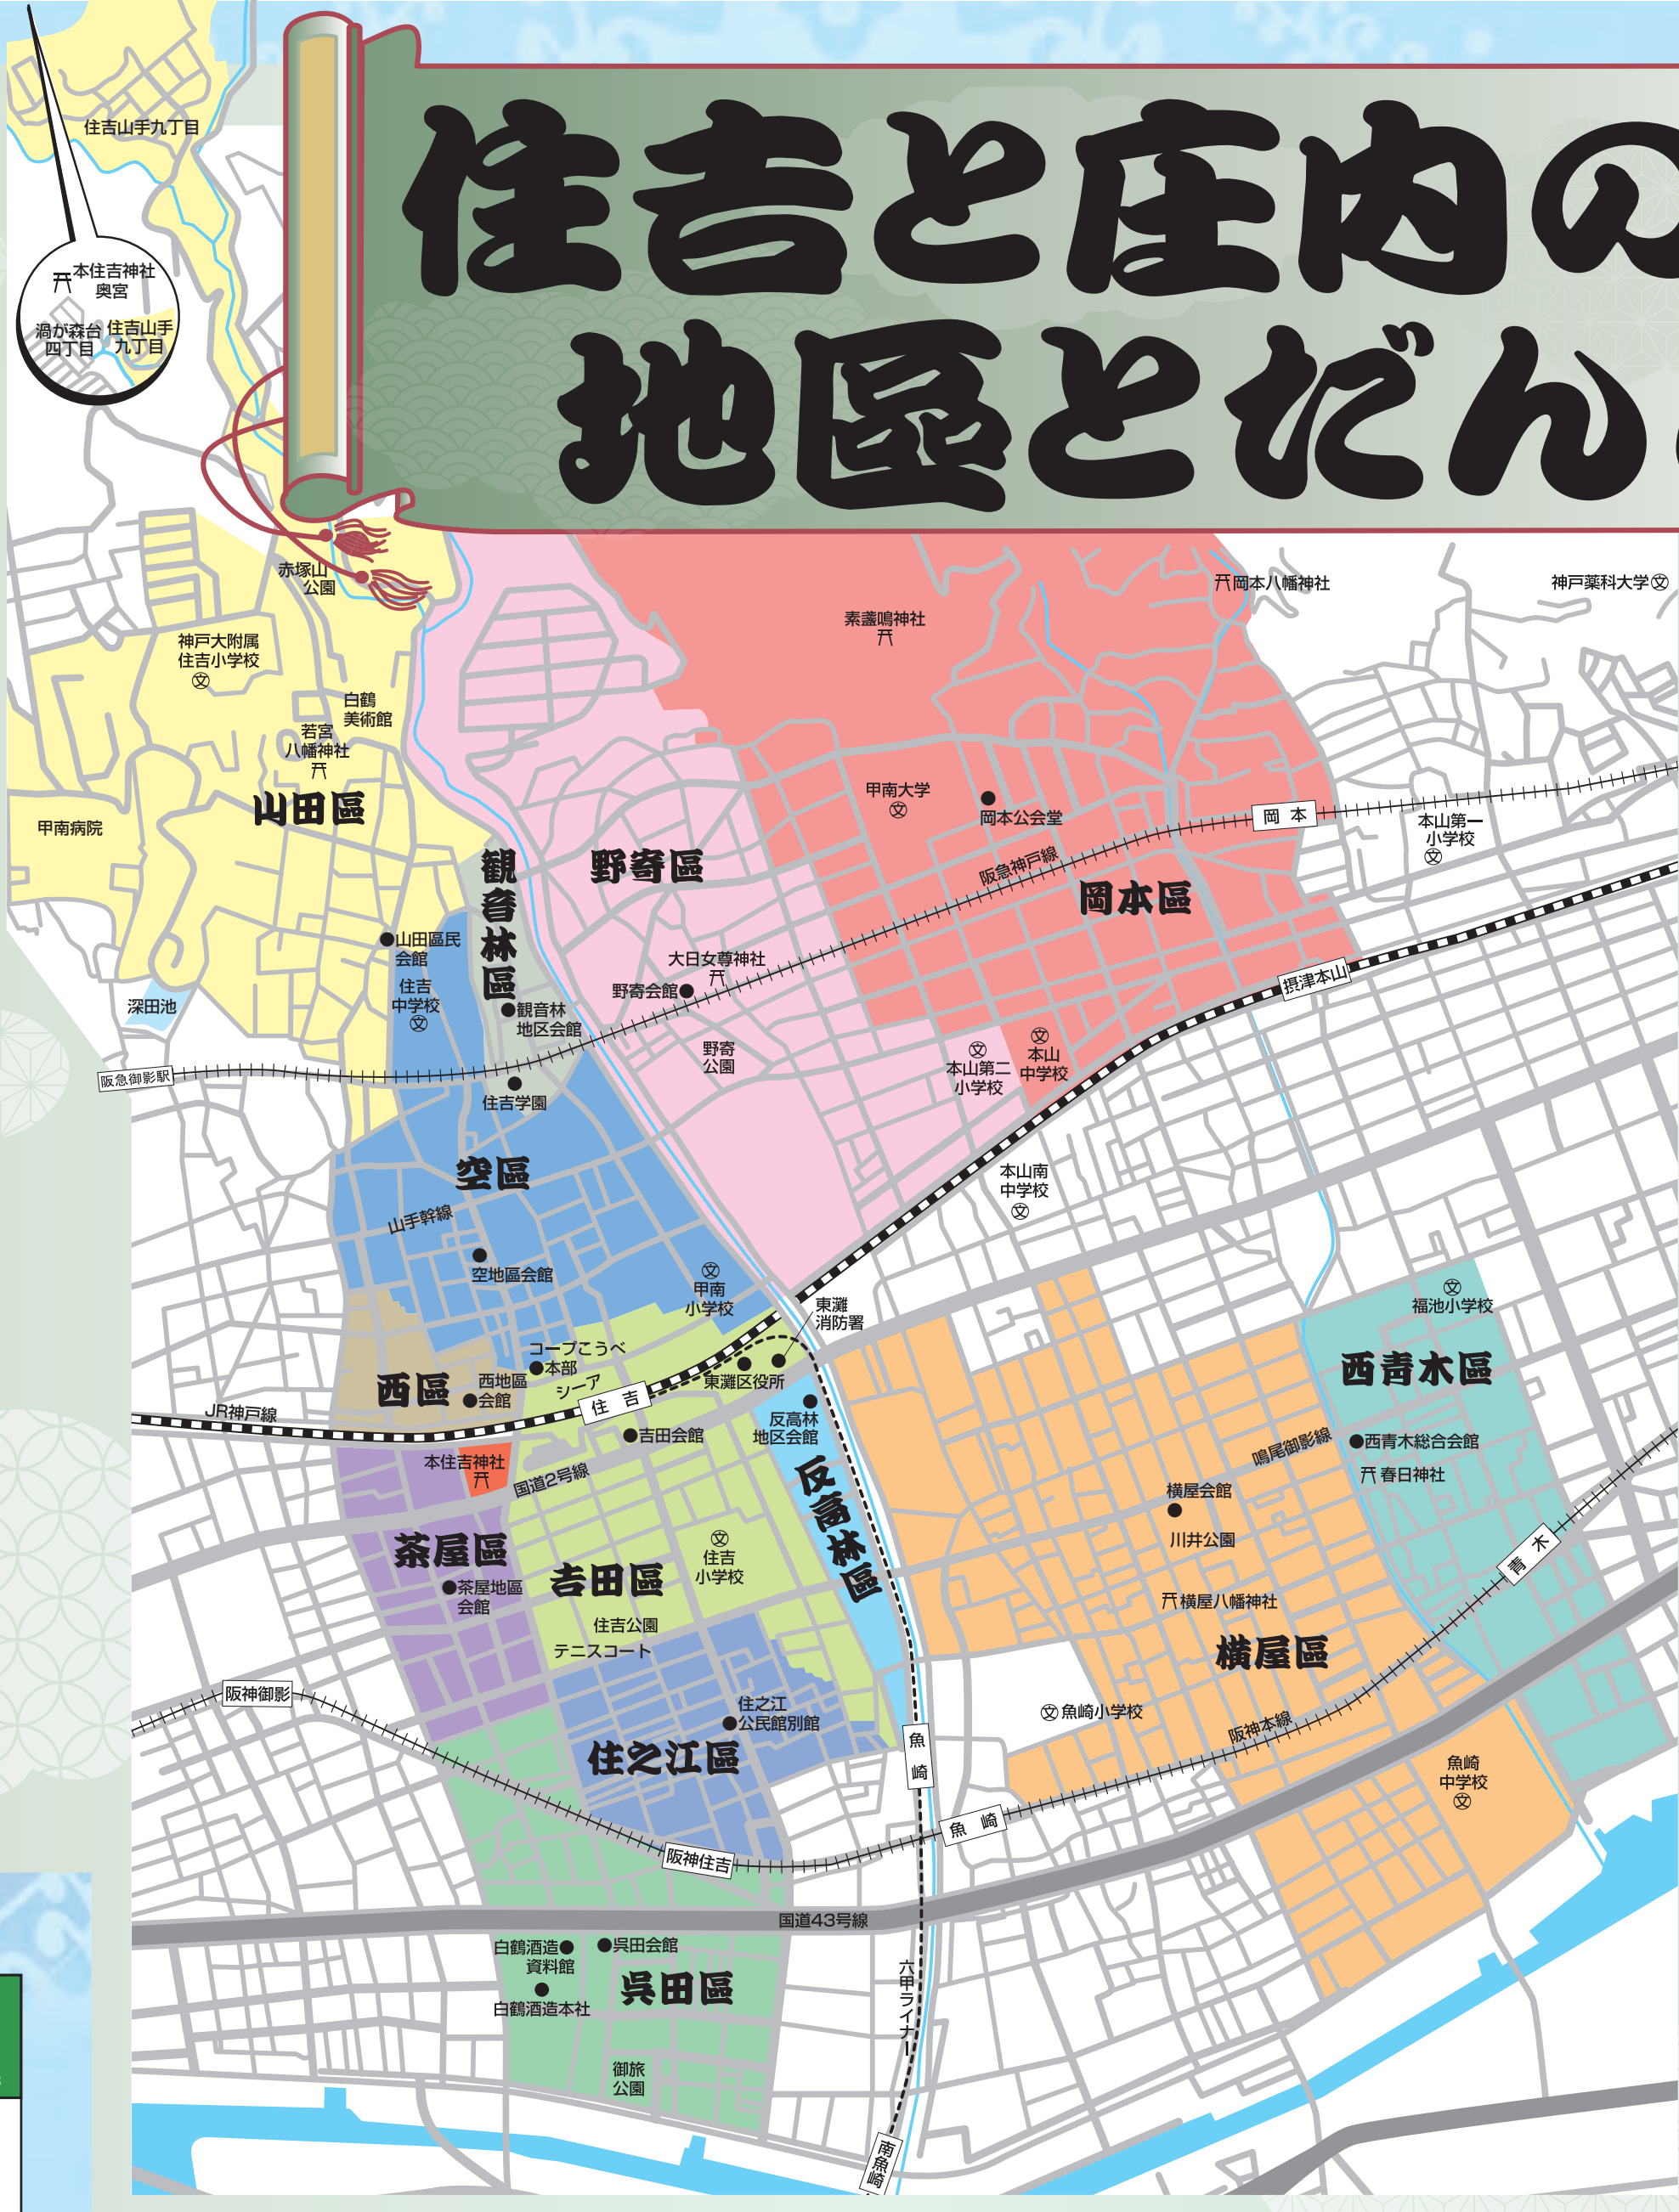 住吉と庄内の
地區とだん
住吉山手九丁目
本住吉神社
奥宮
渦が森台
四丁目
住吉山手
九丁目
赤塚山
公園
神戸大附属
住吉小学校
文
白鶴
美術館
若宮
八幡神社
山田區
甲南病院
深田池
山田區民
会館
住吉
中学校
文
観音林區
観音林
地区会館
野寄區
素盞鳴神社
岡本八幡神社
神戸薬科大学文
甲南大学
文
岡本公会堂
阪急神戸線
岡本
岡本區
本山第一
小学校
文
大日女尊神社
野寄会館
野寄
公園
文
本山第二
小学校
文
本山
中学校
摂津本山
阪急御影駅
住吉学園
空區
山手幹線
空地區会館
文
甲南
小学校
本山南
中学校
文
東灘
消防署
東灘区役所
コープこうべ
本部
シーア
西區
西地區
会館
住吉
JR神戸線
吉田会館
反高林
地区会館
反高林區
本住吉神社
国道2号線
茶屋區
茶屋地區
会館
吉田區
文
住吉
小学校
住吉公園
テニスコート
文
福池小学校
西青木區
西青木総合会館
春日神社
鳴尾御影線
横屋会館
川井公園
横屋八幡神社
横屋區
青木
阪神御影
住之江
公民館別館
住之江區
魚崎
文魚崎小学校
阪神本線
魚崎
中学校
文
魚崎
阪神住吉
国道43号線
白鶴酒造
資料館
呉田会館
呉田區
白鶴酒造本社
御旅
公園
六甲ライナー
南魚崎